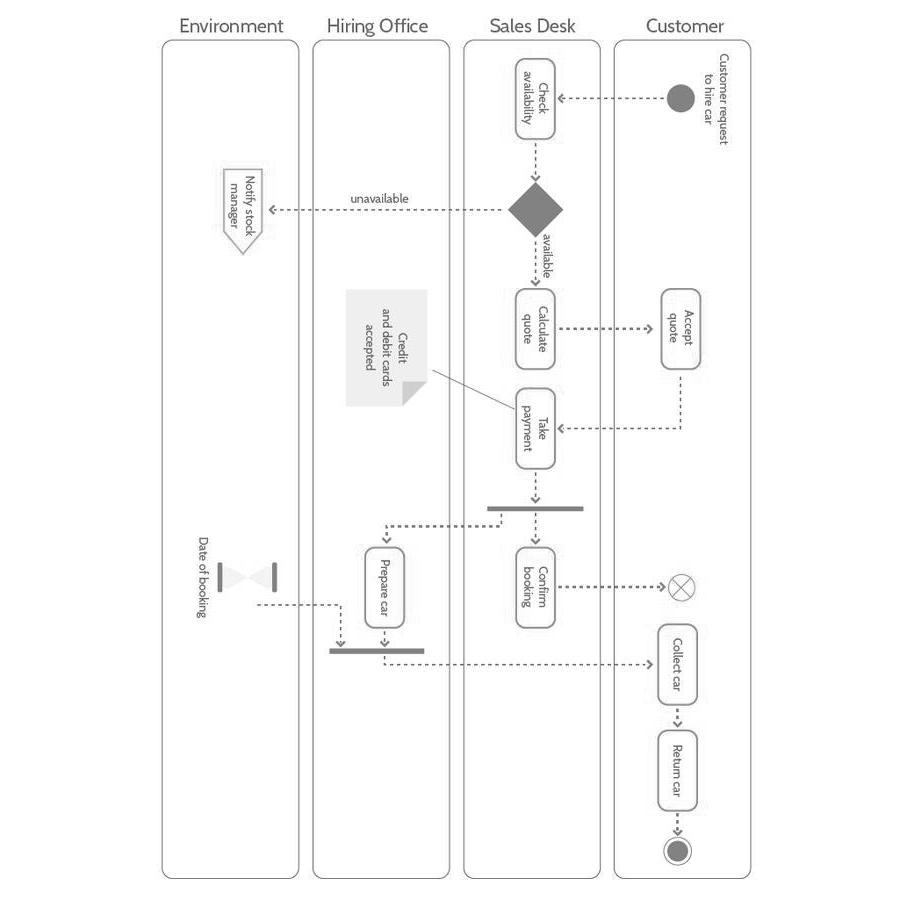 Environment
Hiring Office
Sales Desk
Customer
Customer request
to hire car
Check
availability
unavailable
Notify stock
manager
available
Calculate
quote
Accept
quote
Credit
and debit cards
accepted
Take
payment
Date of booking
Prepare car
Confirm
booking
Collect car
Return car